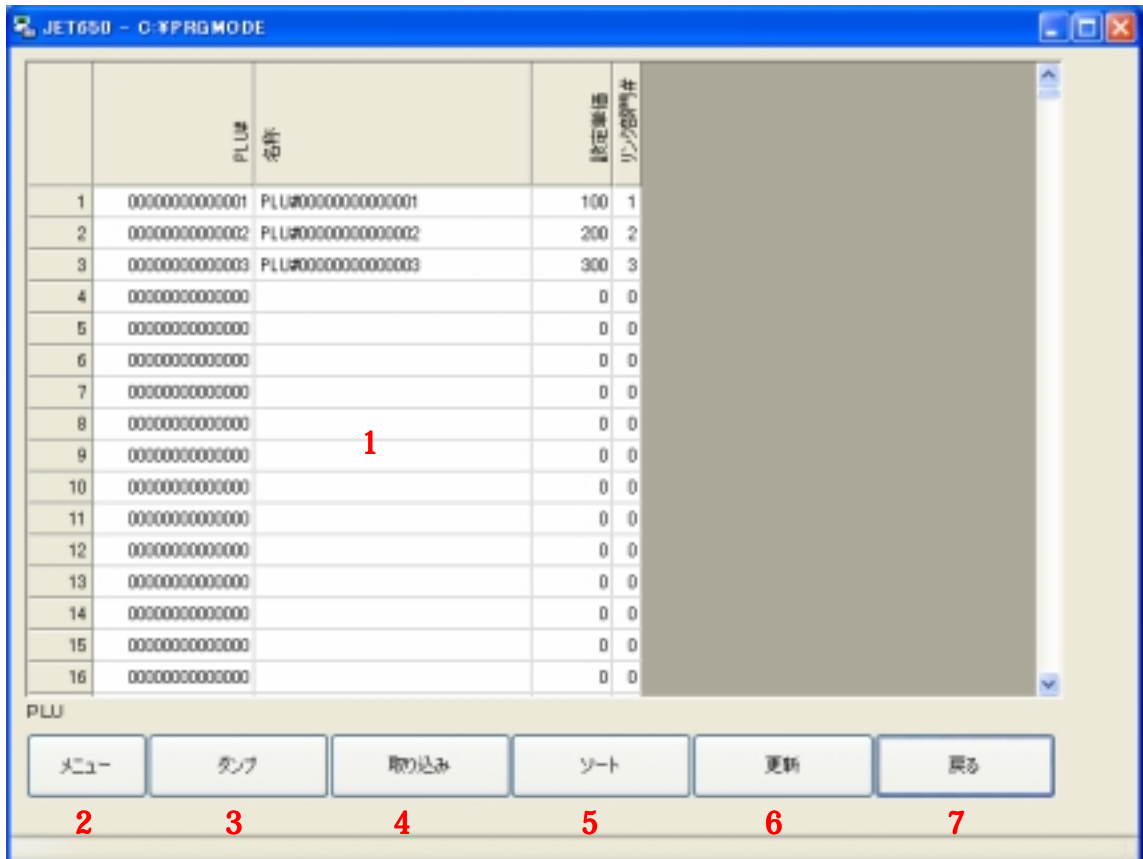 JET650 - C:¥PRGMODE
PLU# 名称 設定単価 リンク部門#
1 00000000000001 PLU#00000000000001 100 1
2 00000000000002 PLU#00000000000002 200 2
3 00000000000003 PLU#00000000000003 300 3
4 00000000000000 0 0
5 00000000000000 0 0
6 00000000000000 0 0
7 00000000000000 0 0
8 00000000000000 0 0
1
9 00000000000000 0 0
10 00000000000000 0 0
11 00000000000000 0 0
12 00000000000000 0 0
13 00000000000000 0 0
14 00000000000000 0 0
15 00000000000000 0 0
16 00000000000000 0 0
PLU
メニュー ダンプ 取り込み ソート 更新 戻る
2 3 4 5 6 7